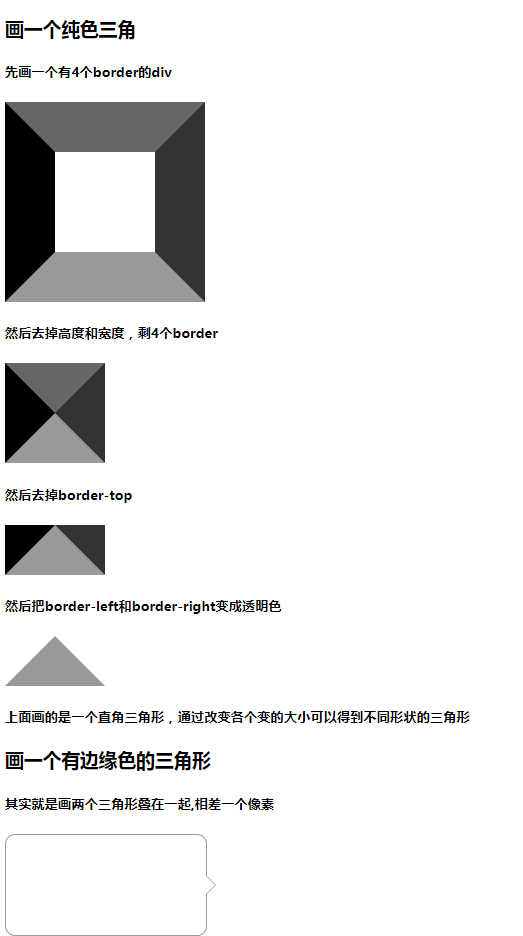 画一个纯色三角
先画一个有4个border的div
然后去掉高度和宽度，剩4个border
然后去掉border-top
然后把border-left和border-right变成透明色
上面画的是一个直角三角形，通过改变各个变的大小可以得到不同形状的三角形
画一个有边缘色的三角形
其实就是画两个三角形叠在一起,相差一个像素